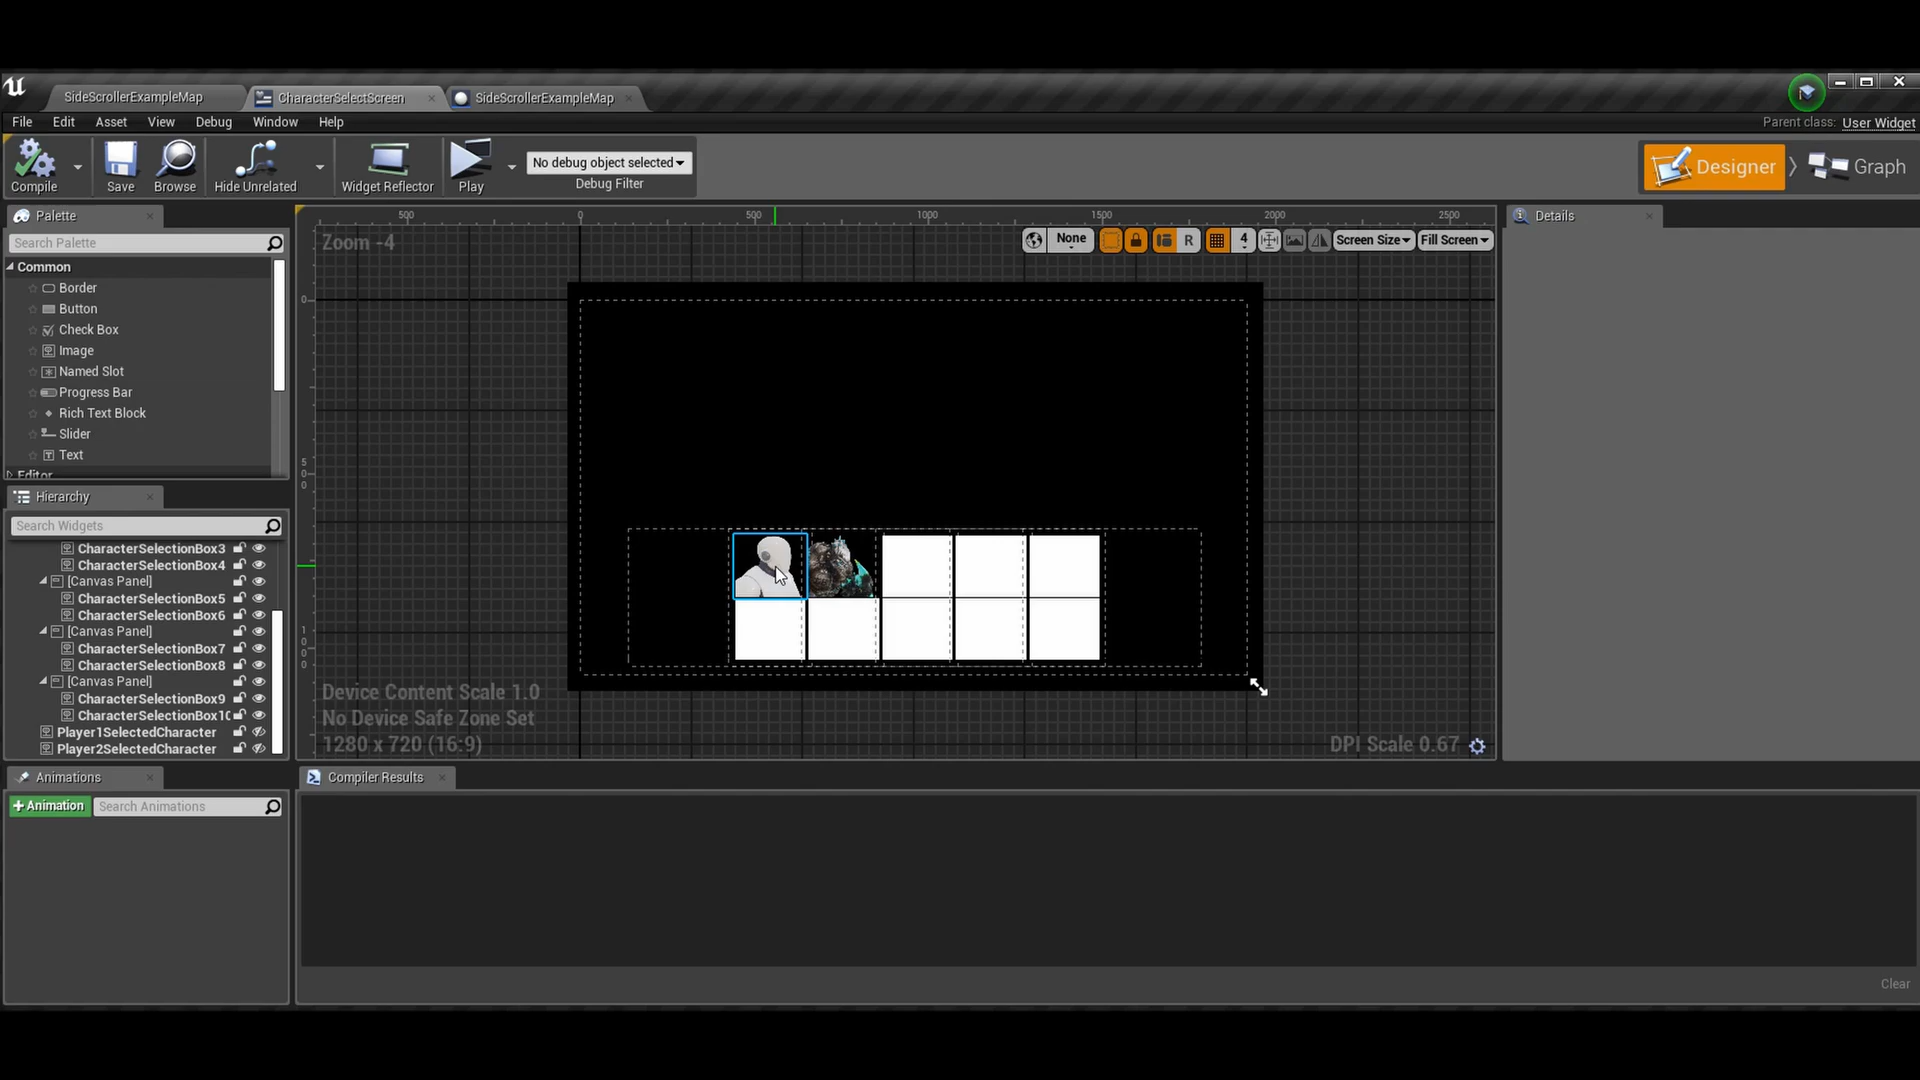 SideScrollerExampleMap
CharacterSelectScreen
SideScrollerExampleMap
File Edit Asset View Debug Window Help
Parent class: User Widget
Compile
Save
Browse
Hide Unrelated
Widget Reflector
Play
No debug object selected
Debug Filter
Designer
Graph
Palette
Search Palette
Common
Border
Button
Check Box
Image
Named Slot
Progress Bar
Rich Text Block
Slider
Text
Editor
Hierarchy
Search Widgets
CharacterSelectionBox3
CharacterSelectionBox4
[Canvas Panel]
CharacterSelectionBox5
CharacterSelectionBox6
[Canvas Panel]
CharacterSelectionBox7
CharacterSelectionBox8
[Canvas Panel]
CharacterSelectionBox9
CharacterSelectionBox10
Player1SelectedCharacter
Player2SelectedCharacter
Animations
+Animation
Search Animations
500 0 500 1000 1500 2000 2500
Zoom -4
None
R
4
Screen Size
Fill Screen
0
500
1000
Device Content Scale 1.0
No Device Safe Zone Set
1280 x 720 (16:9)
DPI Scale 0.67
Details
Compiler Results
Clear